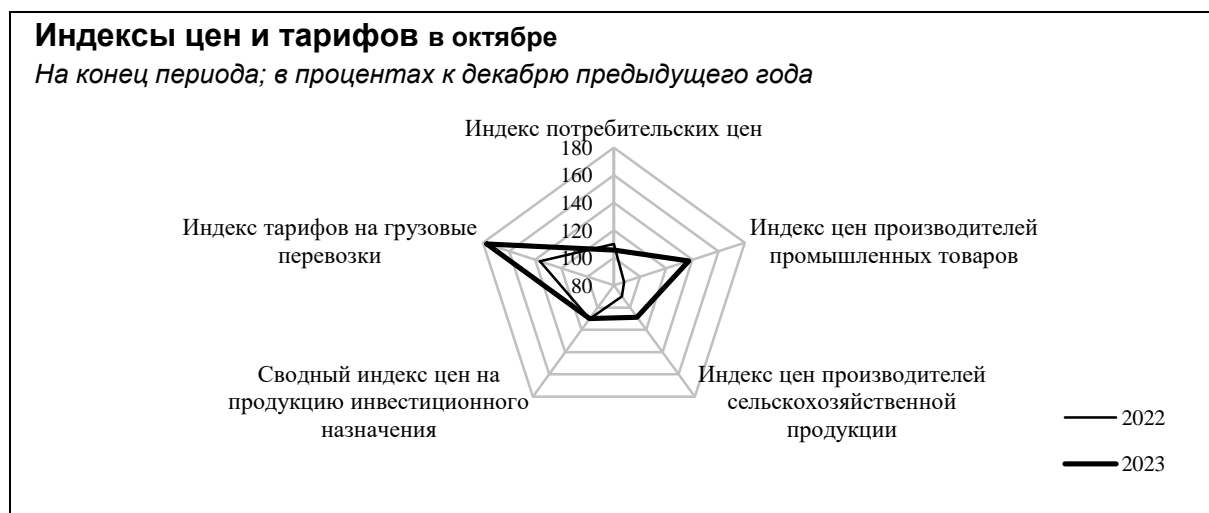 Индексы цен и тарифов в октябре
На конец периода; в процентах к декабрю предыдущего года
Индекс потребительских цен
180
160
140
120
100
80
Индекс тарифов на грузовые
перевозки
Индекс цен производителей
промышленных товаров
Сводный индекс цен на
продукцию инвестиционного
назначения
Индекс цен производителей
сельскохозяйственной
продукции
2022
2023